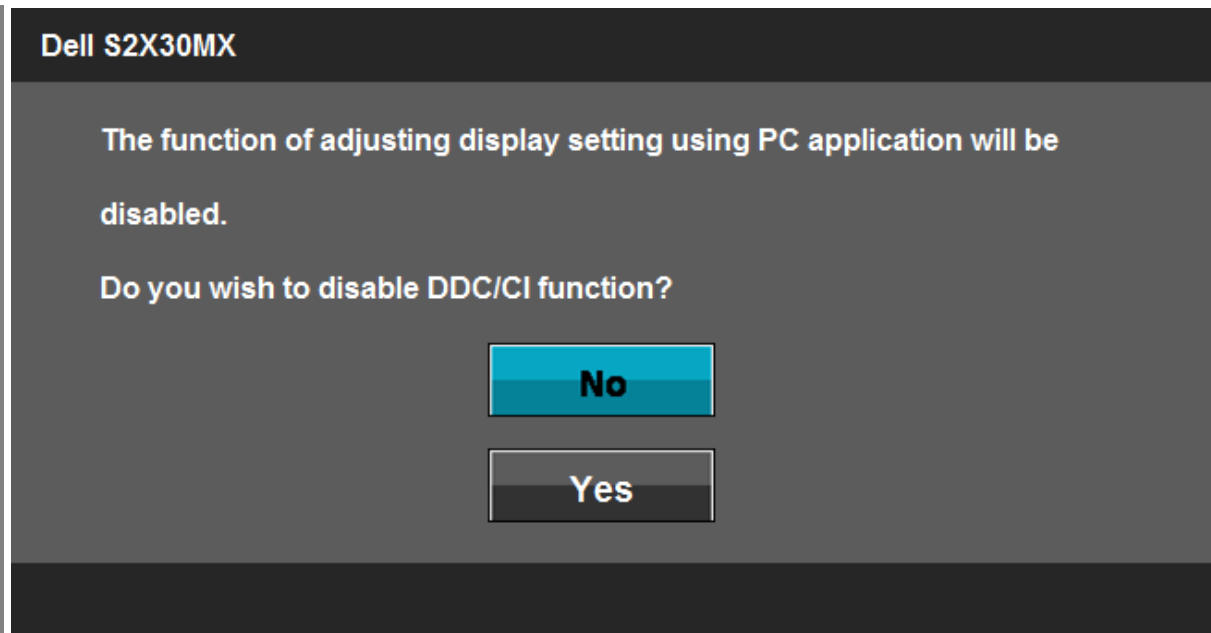 Dell S2X30MX
The function of adjusting display setting using PC application will be
disabled.
Do you wish to disable DDC/CI function?
No
Yes